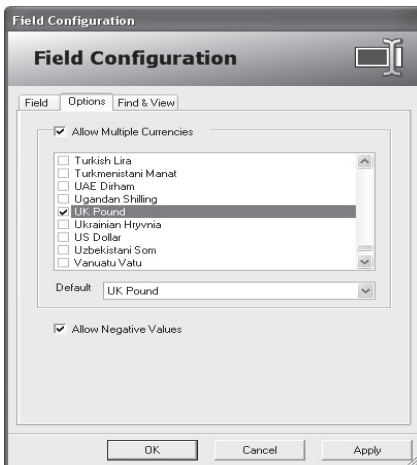 Field Configuration
Field Configuration
Field Options Find & View
Allow Multiple Currencies
Turkish Lira
Turkmenistani Manat
UAE Dirham
Ugandan Shilling
UK Pound
Ukrainian Hryvnia
US Dollar
Uzbekistani Som
Vanuatu Vatu
Default UK Pound
Allow Negative Values
OK Cancel Apply